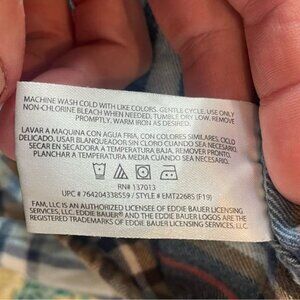 MACHINE WASH COLD WITH LIKE COLORS. GENTLE CYCLE. USE ONLY
NON-CHLORINE BLEACH WHEN NEEDED. TUMBLE DRY LOW. REMOVE
PROMPTLY. WARM IRON AS DESIRED.
LAVAR A MAQUINA CON AGUA FRIA, CON COLORES SIMILARES. CICLO
DELICADO. USAR BLANQUEADOR SIN CLORO CUANDO SEA NECESARIO.
SECAR EN SECADORA A TEMPERATURA BAJA. REMOVER DE INMEDIATO.
PLANCHAR A TEMPERATURA MEDIA SI ES NECESARIO.
RN# 137013
UPC # 764204338559 / STYLE # EMT2268S (F19)
FAM, LLC IS AN AUTHORIZED LICENSEE OF EDDIE BAUER LICENSING
SERVICES, LLC. EDDIE BAUER® AND THE EDDIE BAUER LOGOS ARE THE
REGISTERED TRADEMARKS OF EDDIE BAUER LICENSING SERVICES, LLC.